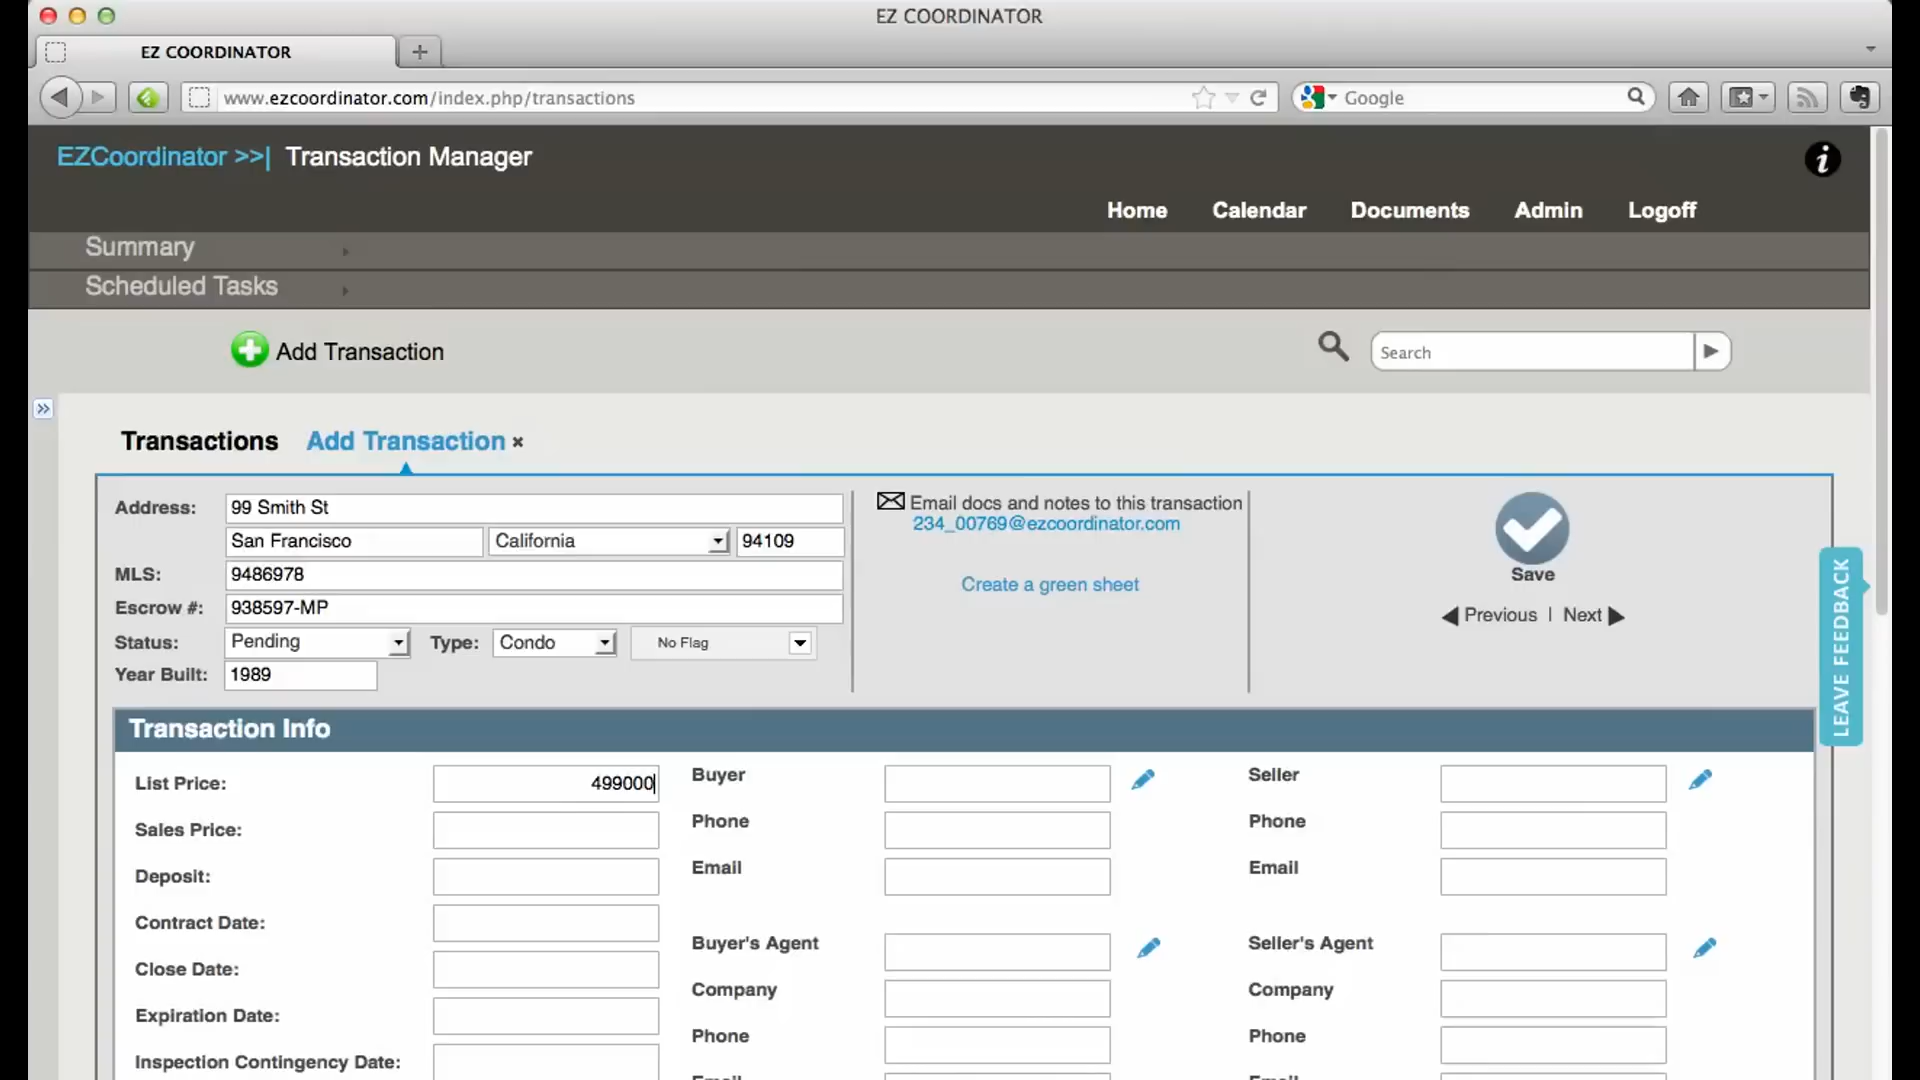 EZ COORDINATOR
EZ COORDINATOR
www.ezcoordinator.com/index.php/transactions
Google
EZCoordinator >>| Transaction Manager
Home Calendar Documents Admin Logoff
Summary
Scheduled Tasks
Add Transaction
Search
Transactions Add Transaction
Address: 99 Smith St
San Francisco California 94109
MLS: 9486978
Escrow #: 938597-MP
Status: Pending Type: Condo No Flag
Year Built: 1989
Email docs and notes to this transaction
234_00769@ezcoordinator.com
Create a green sheet
Save
Previous | Next
LEAVE FEEDBACK
Transaction Info
List Price: 499000
Sales Price:
Deposit:
Contract Date:
Close Date:
Expiration Date:
Inspection Contingency Date:
Buyer
Phone
Email
Buyer's Agent
Company
Phone
Seller
Phone
Email
Seller's Agent
Company
Phone